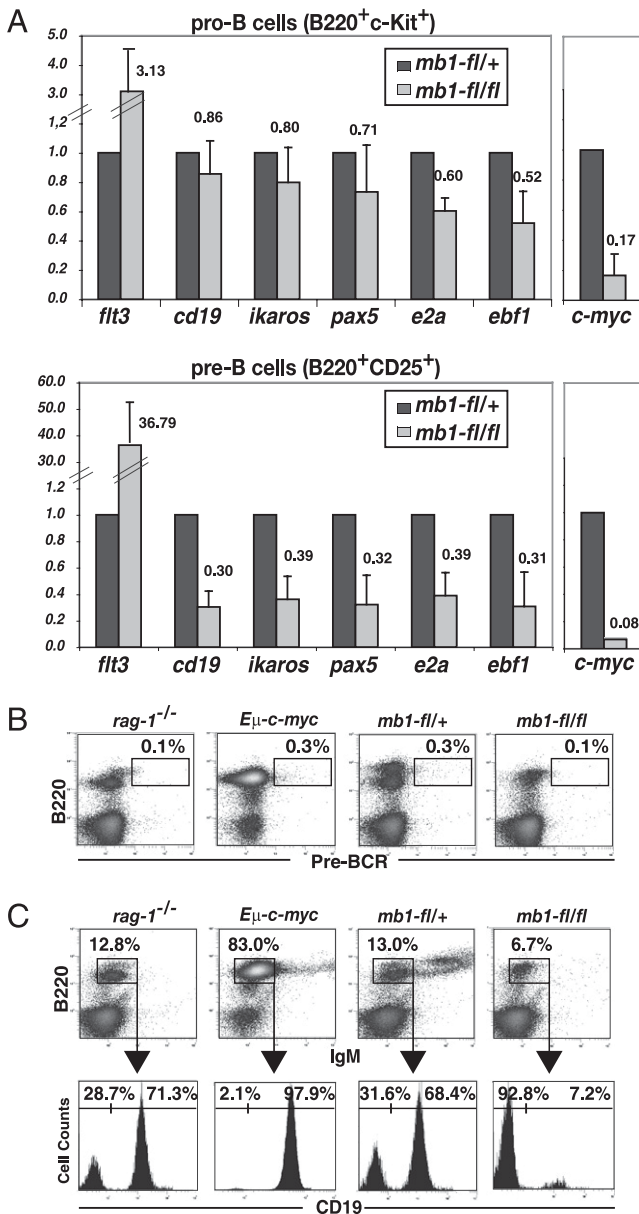 A
pro-B cells (B220+c-Kit+)
5.0
4.0
3.0
1,2
1.0
0.8
0.6
0.4
0.2
0.0
3.13
0.86
0.80
0.71
0.60
0.52
0.17
mb1-fl/+
mb1-fl/fl
flt3 cd19 ikaros pax5 e2a ebf1 c-myc
pre-B cells (B220+CD25+)
60.0
50.0
40.0
30.0
1.0
0.8
0.6
0.4
0.2
0.0
36.79
0.30
0.39
0.32
0.39
0.31
0.08
mb1-fl/+
mb1-fl/fl
flt3 cd19 ikaros pax5 e2a ebf1 c-myc
B
rag-1-/- Eμ-c-myc mb1-fl/+ mb1-fl/fl
0.1% 0.3% 0.3% 0.1%
B220
Pre-BCR
C
rag-1-/- Eμ-c-myc mb1-fl/+ mb1-fl/fl
12.8% 83.0% 13.0% 6.7%
B220
IgM
28.7% 71.3% 2.1% 97.9% 31.6% 68.4% 92.8% 7.2%
Cell Counts
CD19